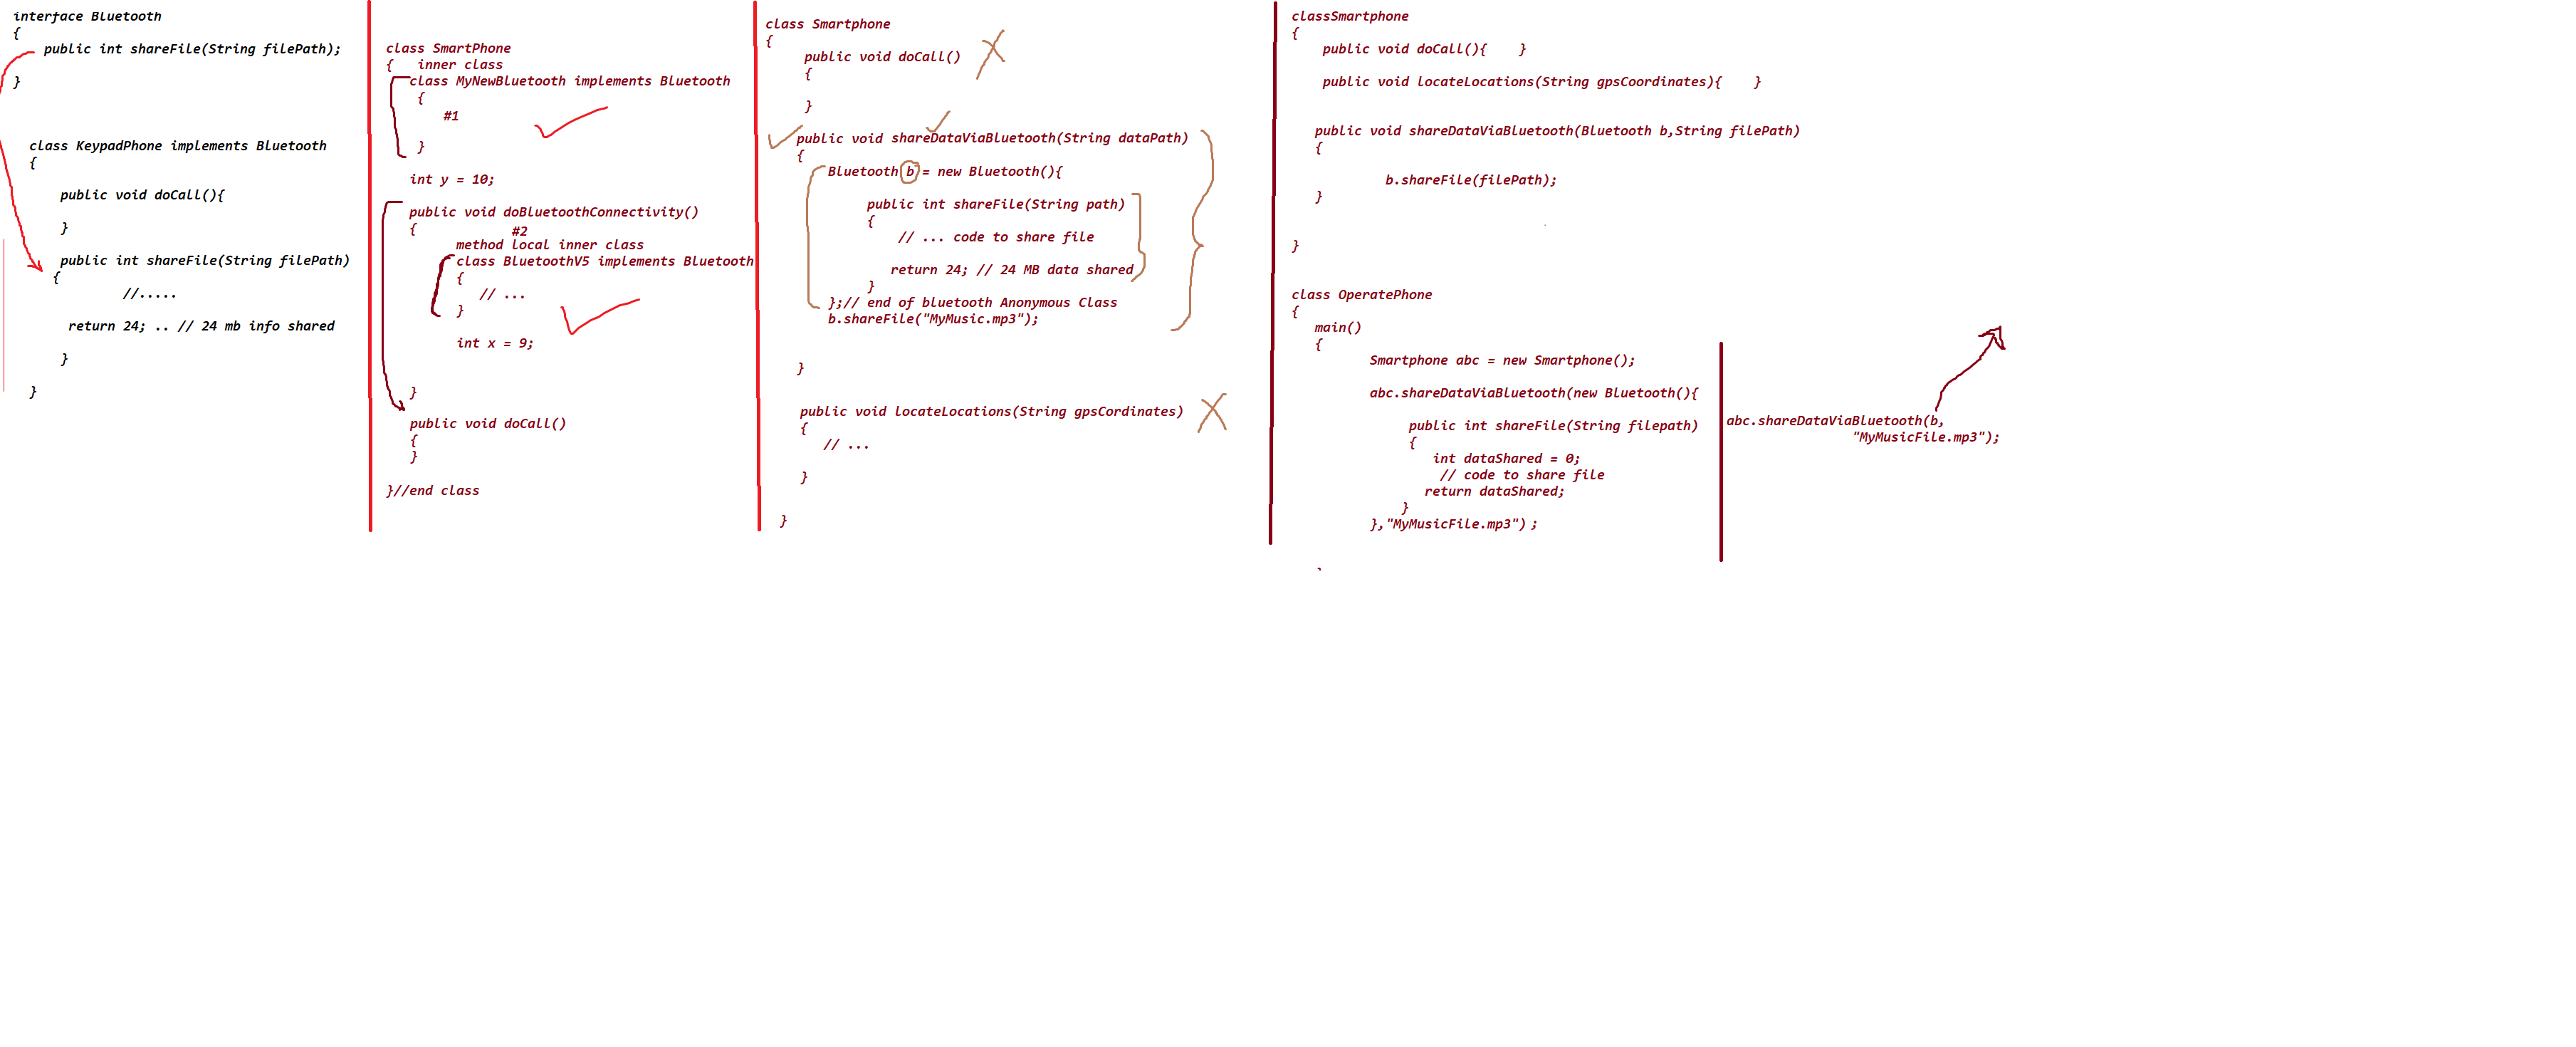 interface Bluetooth
{
public int shareFile(String filePath);
}
class KeypadPhone implements Bluetooth
{
public void doCall(){
}
public int shareFile(String filePath)
{
//.....
return 24; .. // 24 mb info shared
}
}
class SmartPhone
{ inner class
class MyNewBluetooth implements Bluetooth
{
#1
}
int y = 10;
public void doBluetoothConnectivity()
{
#2
method local inner class
class BluetoothV5 implements Bluetooth
{
// ...
}
int x = 9;
}
public void doCall()
{
}
}//end class
class Smartphone
{
public void doCall()
{
}
public void shareDataViaBluetooth(String dataPath)
{
Bluetooth b = new Bluetooth(){
public int shareFile(String path)
{
// ... code to share file
return 24; // 24 MB data shared
}
};// end of bluetooth Anonymous Class
b.shareFile("MyMusic.mp3");
}
public void locateLocations(String gpsCordinates)
{
// ...
}
}
classSmartphone
{
public void doCall(){ }
public void locateLocations(String gpsCoordinates){ }
public void shareDataViaBluetooth(Bluetooth b,String filePath)
{
b.shareFile(filePath);
}
}
class OperatePhone
{
main()
{
Smartphone abc = new Smartphone();
abc.shareDataViaBluetooth(new Bluetooth(){
public int shareFile(String filepath)
{
int dataShared = 0;
// code to share file
return dataShared;
}
},"MyMusicFile.mp3");
abc.shareDataViaBluetooth(b,
"MyMusicFile.mp3");